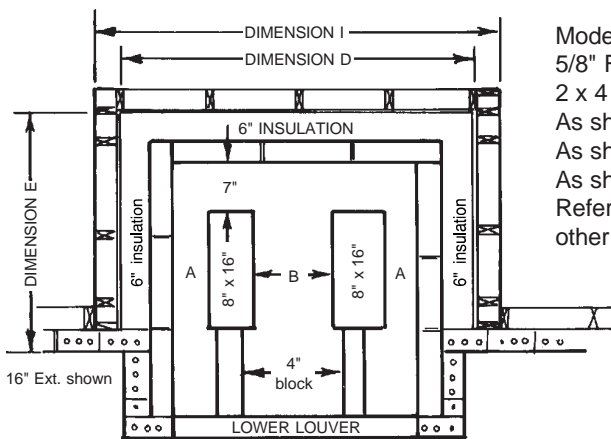 DIMENSION I
DIMENSION D
6" INSULATION
DIMENSION E
6" insulation
7"
A
8" x 16"
B
8" x 16"
A
6" insulation
16" Ext. shown
4"
block
LOWER LOUVER
Mode
5/8" F
2 x 4
As sh
As sh
As sh
Refer
other